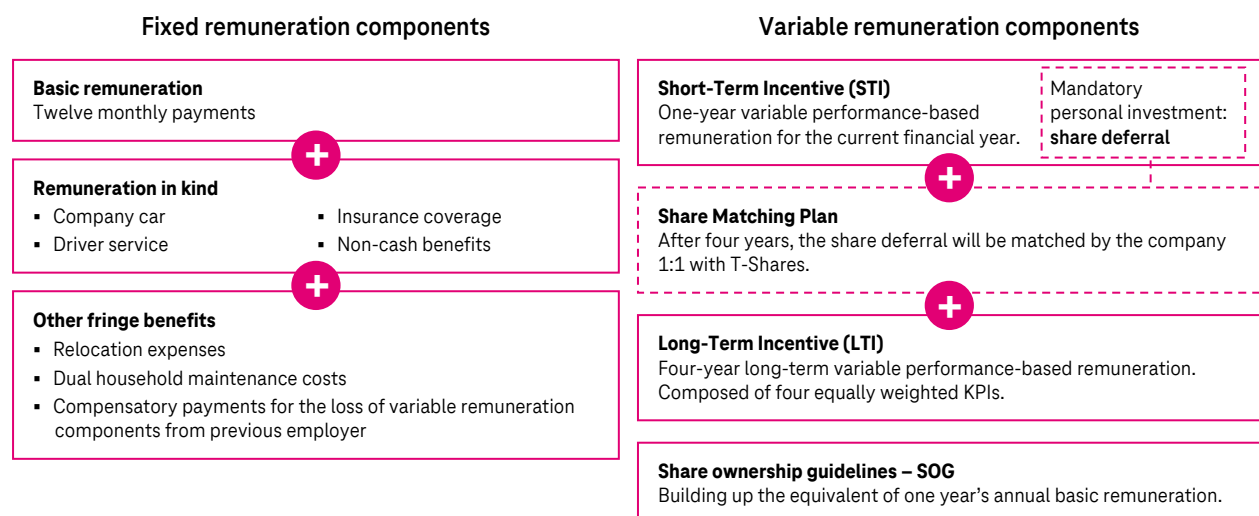 Fixed remuneration components
Basic remuneration
Twelve monthly payments
Remuneration in kind
▪ Company car
▪ Driver service
▪ Insurance coverage
▪ Non-cash benefits
Other fringe benefits
▪ Relocation expenses
▪ Dual household maintenance costs
▪ Compensatory payments for the loss of variable remuneration
components from previous employer
Variable remuneration components
Short-Term Incentive (STI)
One-year variable performance-based
remuneration for the current financial year.
Mandatory
personal investment:
share deferral
Share Matching Plan
After four years, the share deferral will be matched by the company
1:1 with T-Shares.
Long-Term Incentive (LTI)
Four-year long-term variable performance-based remuneration.
Composed of four equally weighted KPIs.
Share ownership guidelines – SOG
Building up the equivalent of one year’s annual basic remuneration.